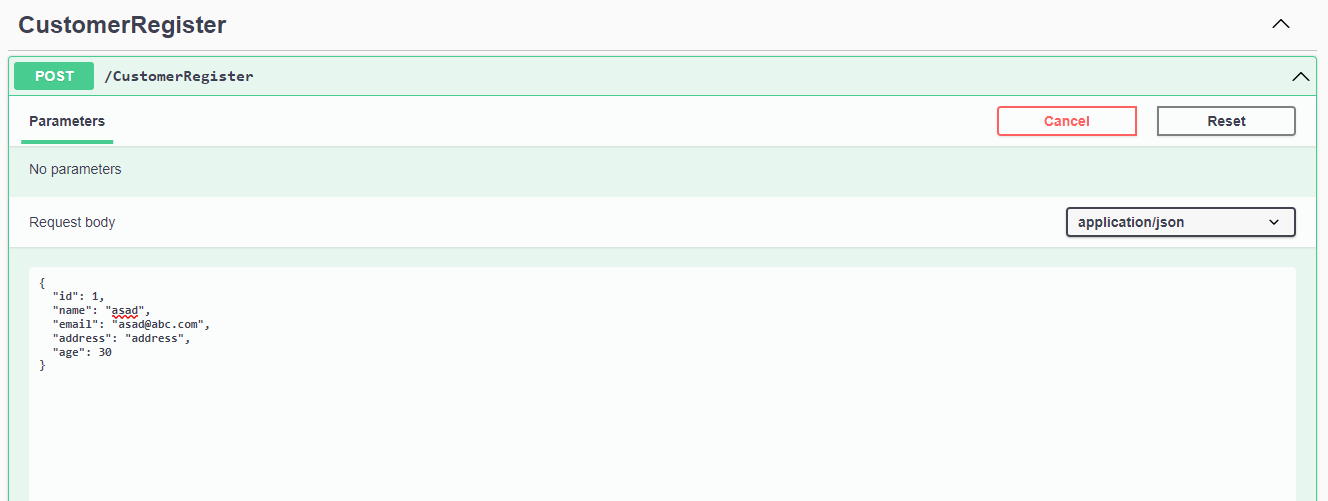 CustomerRegister
POST /CustomerRegister
Parameters Cancel Reset
No parameters
Request body application/json
{
  "id": 1,
  "name": "asad",
  "email": "asad@abc.com",
  "address": "address",
  "age": 30
}